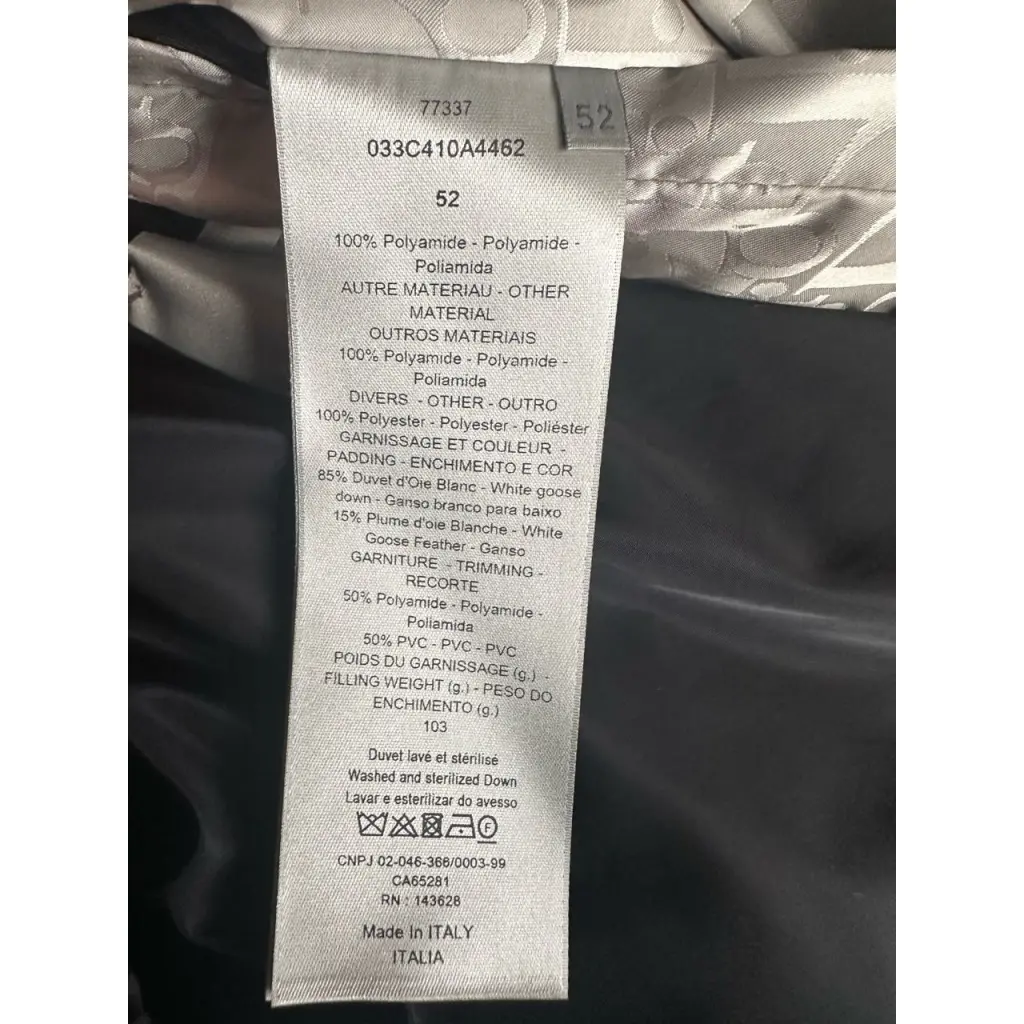 77337
52
033C410A4462
52
100% Polyamide - Polyamide -
Poliamida
AUTRE MATERIAU - OTHER
MATERIAL
OUTROS MATERIAIS
100% Polyamide - Polyamide -
Poliamida
DIVERS - OTHER - OUTRO
100% Polyester - Polyester - Poliéster
GARNISSAGE ET COULEUR -
PADDING - ENCHIMENTO E COR
85% Duvet d'Oie Blanc - White goose
down - Ganso branco para baixo
15% Plume d'oie Blanche - White
Goose Feather - Ganso
GARNITURE - TRIMMING -
RECORTE
50% Polyamide - Polyamide -
Poliamida
50% PVC - PVC - PVC
POIDS DU GARNISSAGE (g.) -
FILLING WEIGHT (g.) - PESO DO
ENCHIMENTO (g.)
103
Duvet lavé et stérilisé
Washed and sterilized Down
Lavar e esterilizar do avesso
F
CNPJ 02-046-366/0003-99
CA65281
RN : 143628
Made In ITALY
ITALIA